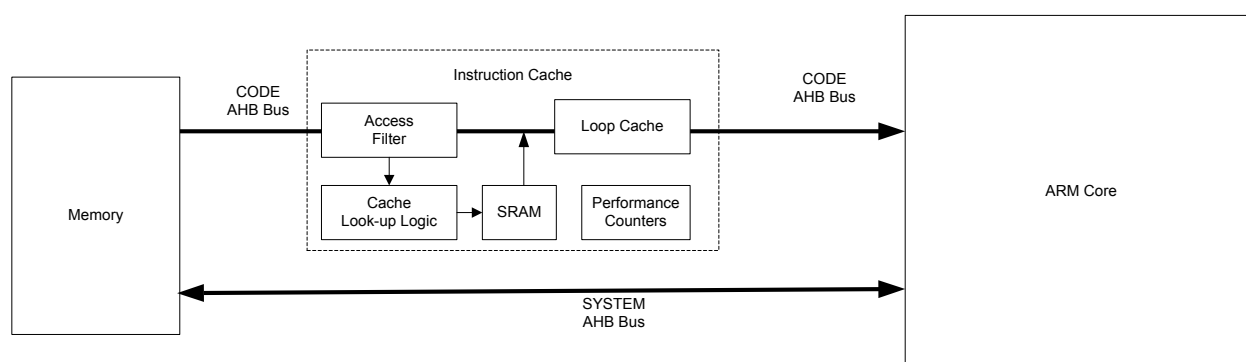 Instruction Cache
CODE
AHB Bus
CODE
AHB Bus
Access
Filter
Loop Cache
Memory
Cache
Look-up Logic
SRAM
Performance
Counters
ARM Core
SYSTEM
AHB Bus